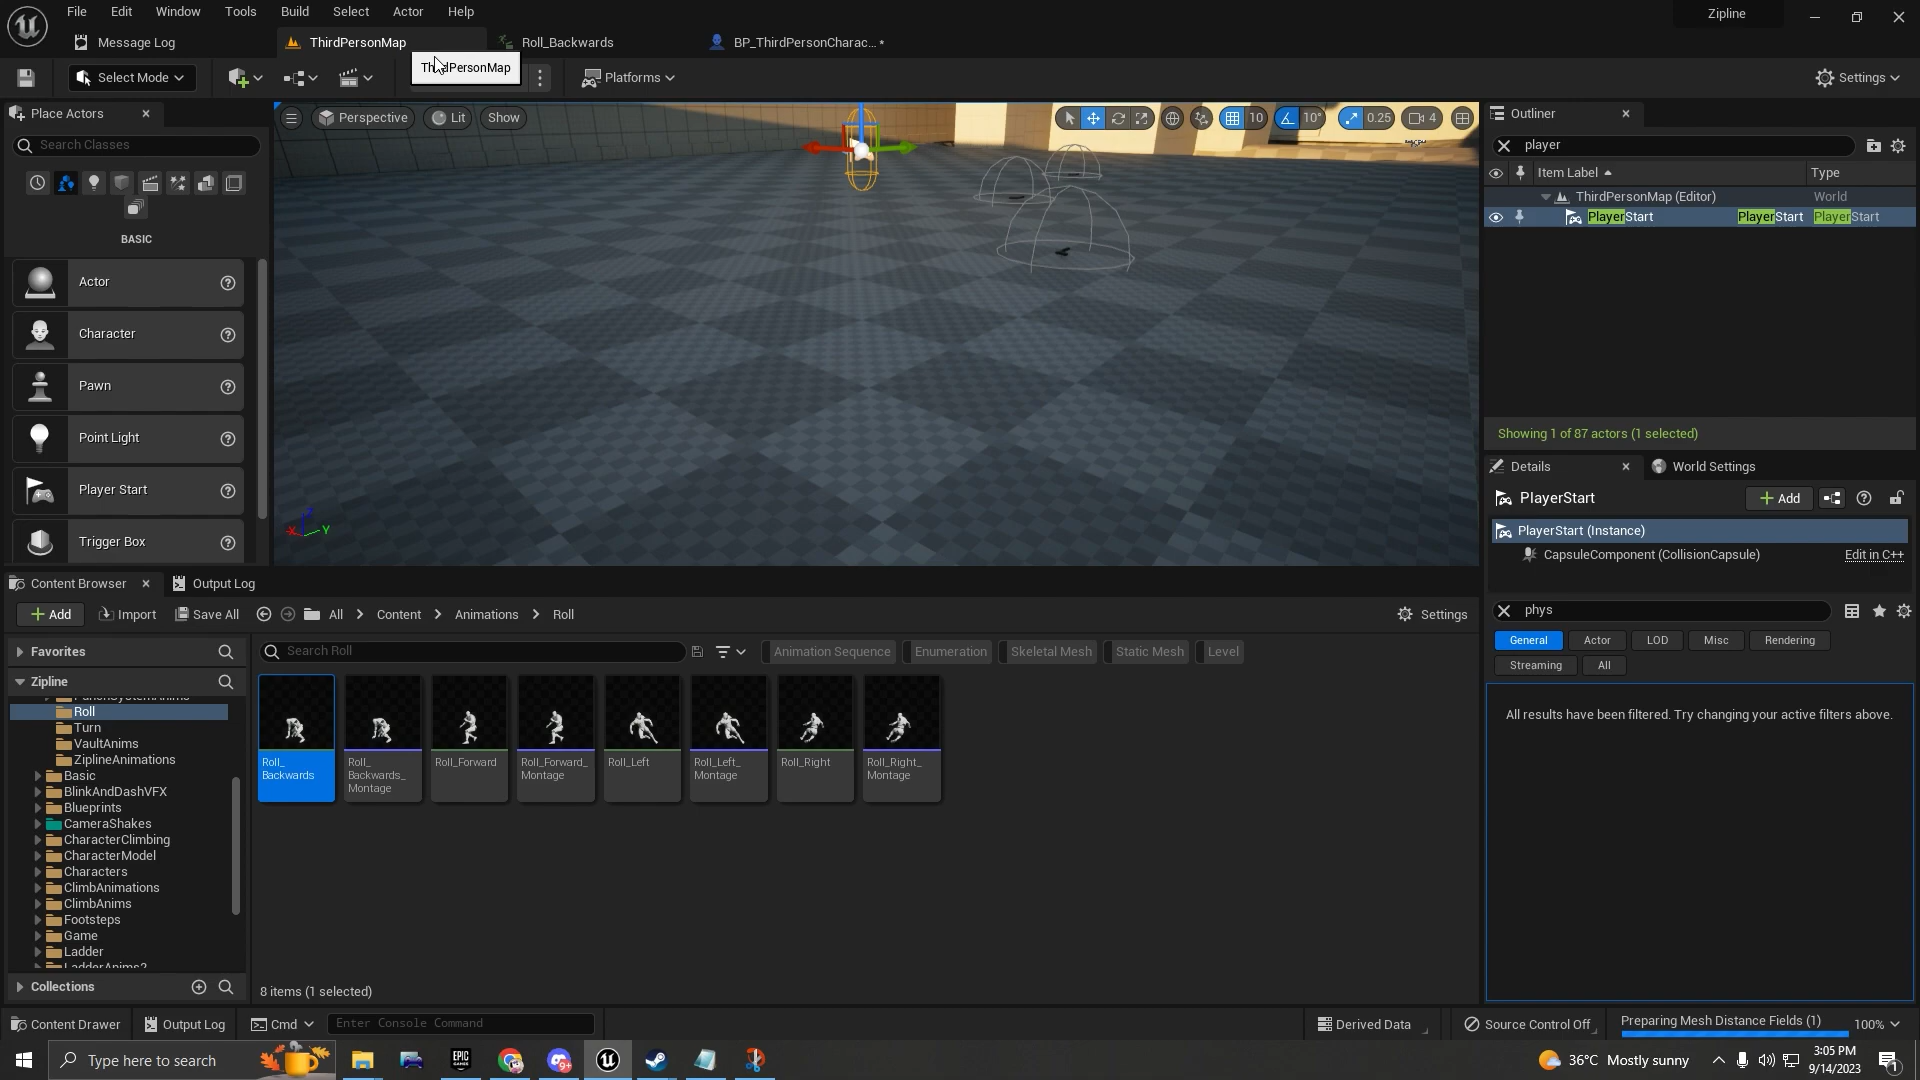 File Edit Window Tools Build Select Actor Help
Zipline
Message Log
ThirdPersonMap
Roll_Backwards
BP_ThirdPersonCharac... *
Select Mode
ThirdPersonMap
Platforms
Settings
Place Actors
Search Classes
BASIC
Actor
Character
Pawn
Point Light
Player Start
Trigger Box
Perspective
Lit
Show
10
10°
0.25
4
X
Y
Outliner
player
Item Label
Type
ThirdPersonMap (Editor)
World
PlayerStart
PlayerStart
PlayerStart
Showing 1 of 87 actors (1 selected)
Details
World Settings
PlayerStart
+ Add
PlayerStart (Instance)
CapsuleComponent (CollisionCapsule)
Edit in C++
phys
General
Actor
LOD
Misc
Rendering
Streaming
All
All results have been filtered. Try changing your active filters above.
Content Browser
Output Log
+ Add
Import
Save All
All
Content
Animations
Roll
Settings
Favorites
Zipline
Roll
Turn
VaultAnims
ZiplineAnimations
Basic
BlinkAndDashVFX
Blueprints
CameraShakes
CharacterClimbing
CharacterModel
Characters
ClimbAnimations
ClimbAnims
Footsteps
Game
Ladder
LadderAnims2
Collections
Search Roll
Animation Sequence
Enumeration
Skeletal Mesh
Static Mesh
Level
Roll_
Backwards
Roll_
Backwards_
Montage
Roll_Forward
Roll_Forward_
Montage
Roll_Left
Roll_Left_
Montage
Roll_Right
Roll_Right_
Montage
8 items (1 selected)
Content Drawer
Output Log
Cmd
Enter Console Command
Derived Data
Source Control Off
Preparing Mesh Distance Fields (1)
100%
Type here to search
EPIC
GAMES
36°C Mostly sunny
3:05 PM
9/14/2023
1